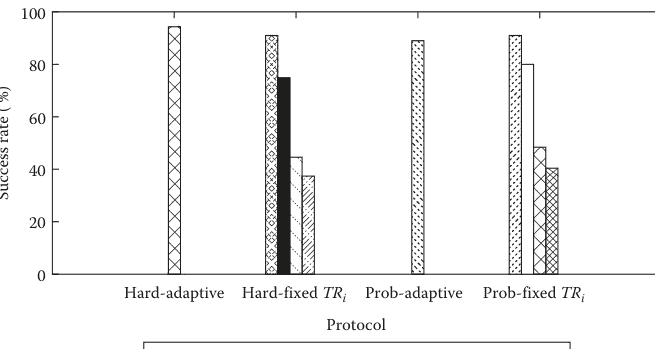 100
80
60
40
20
0
Success rate ( %)
Hard-adaptive Hard-fixed TRi Prob-adaptive Prob-fixed TRi
Protocol